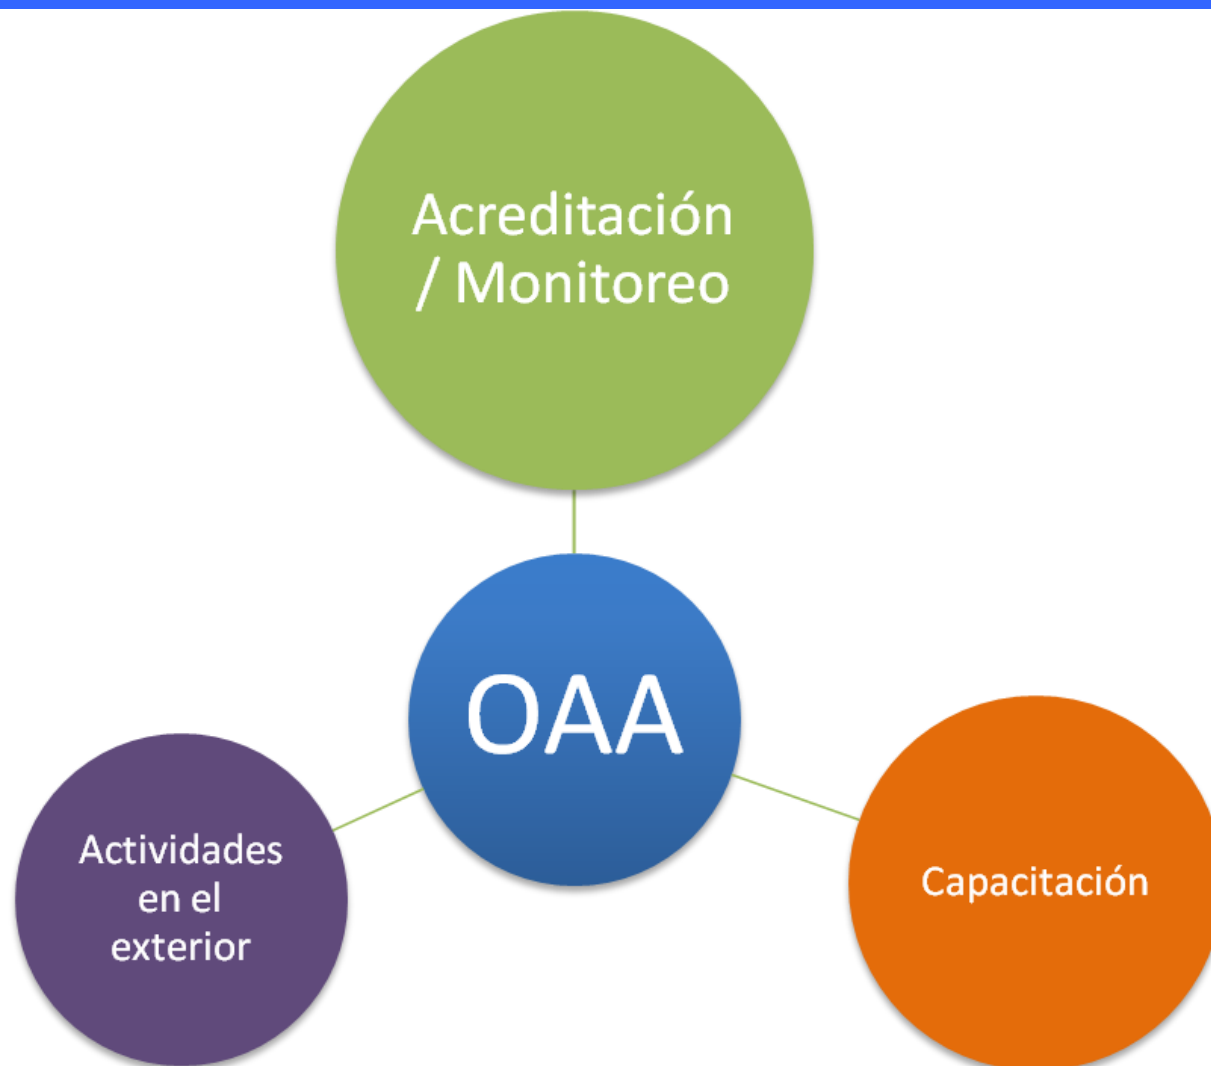 Acreditación
/ Monitoreo
OAA
Actividades
en el
exterior
Capacitación